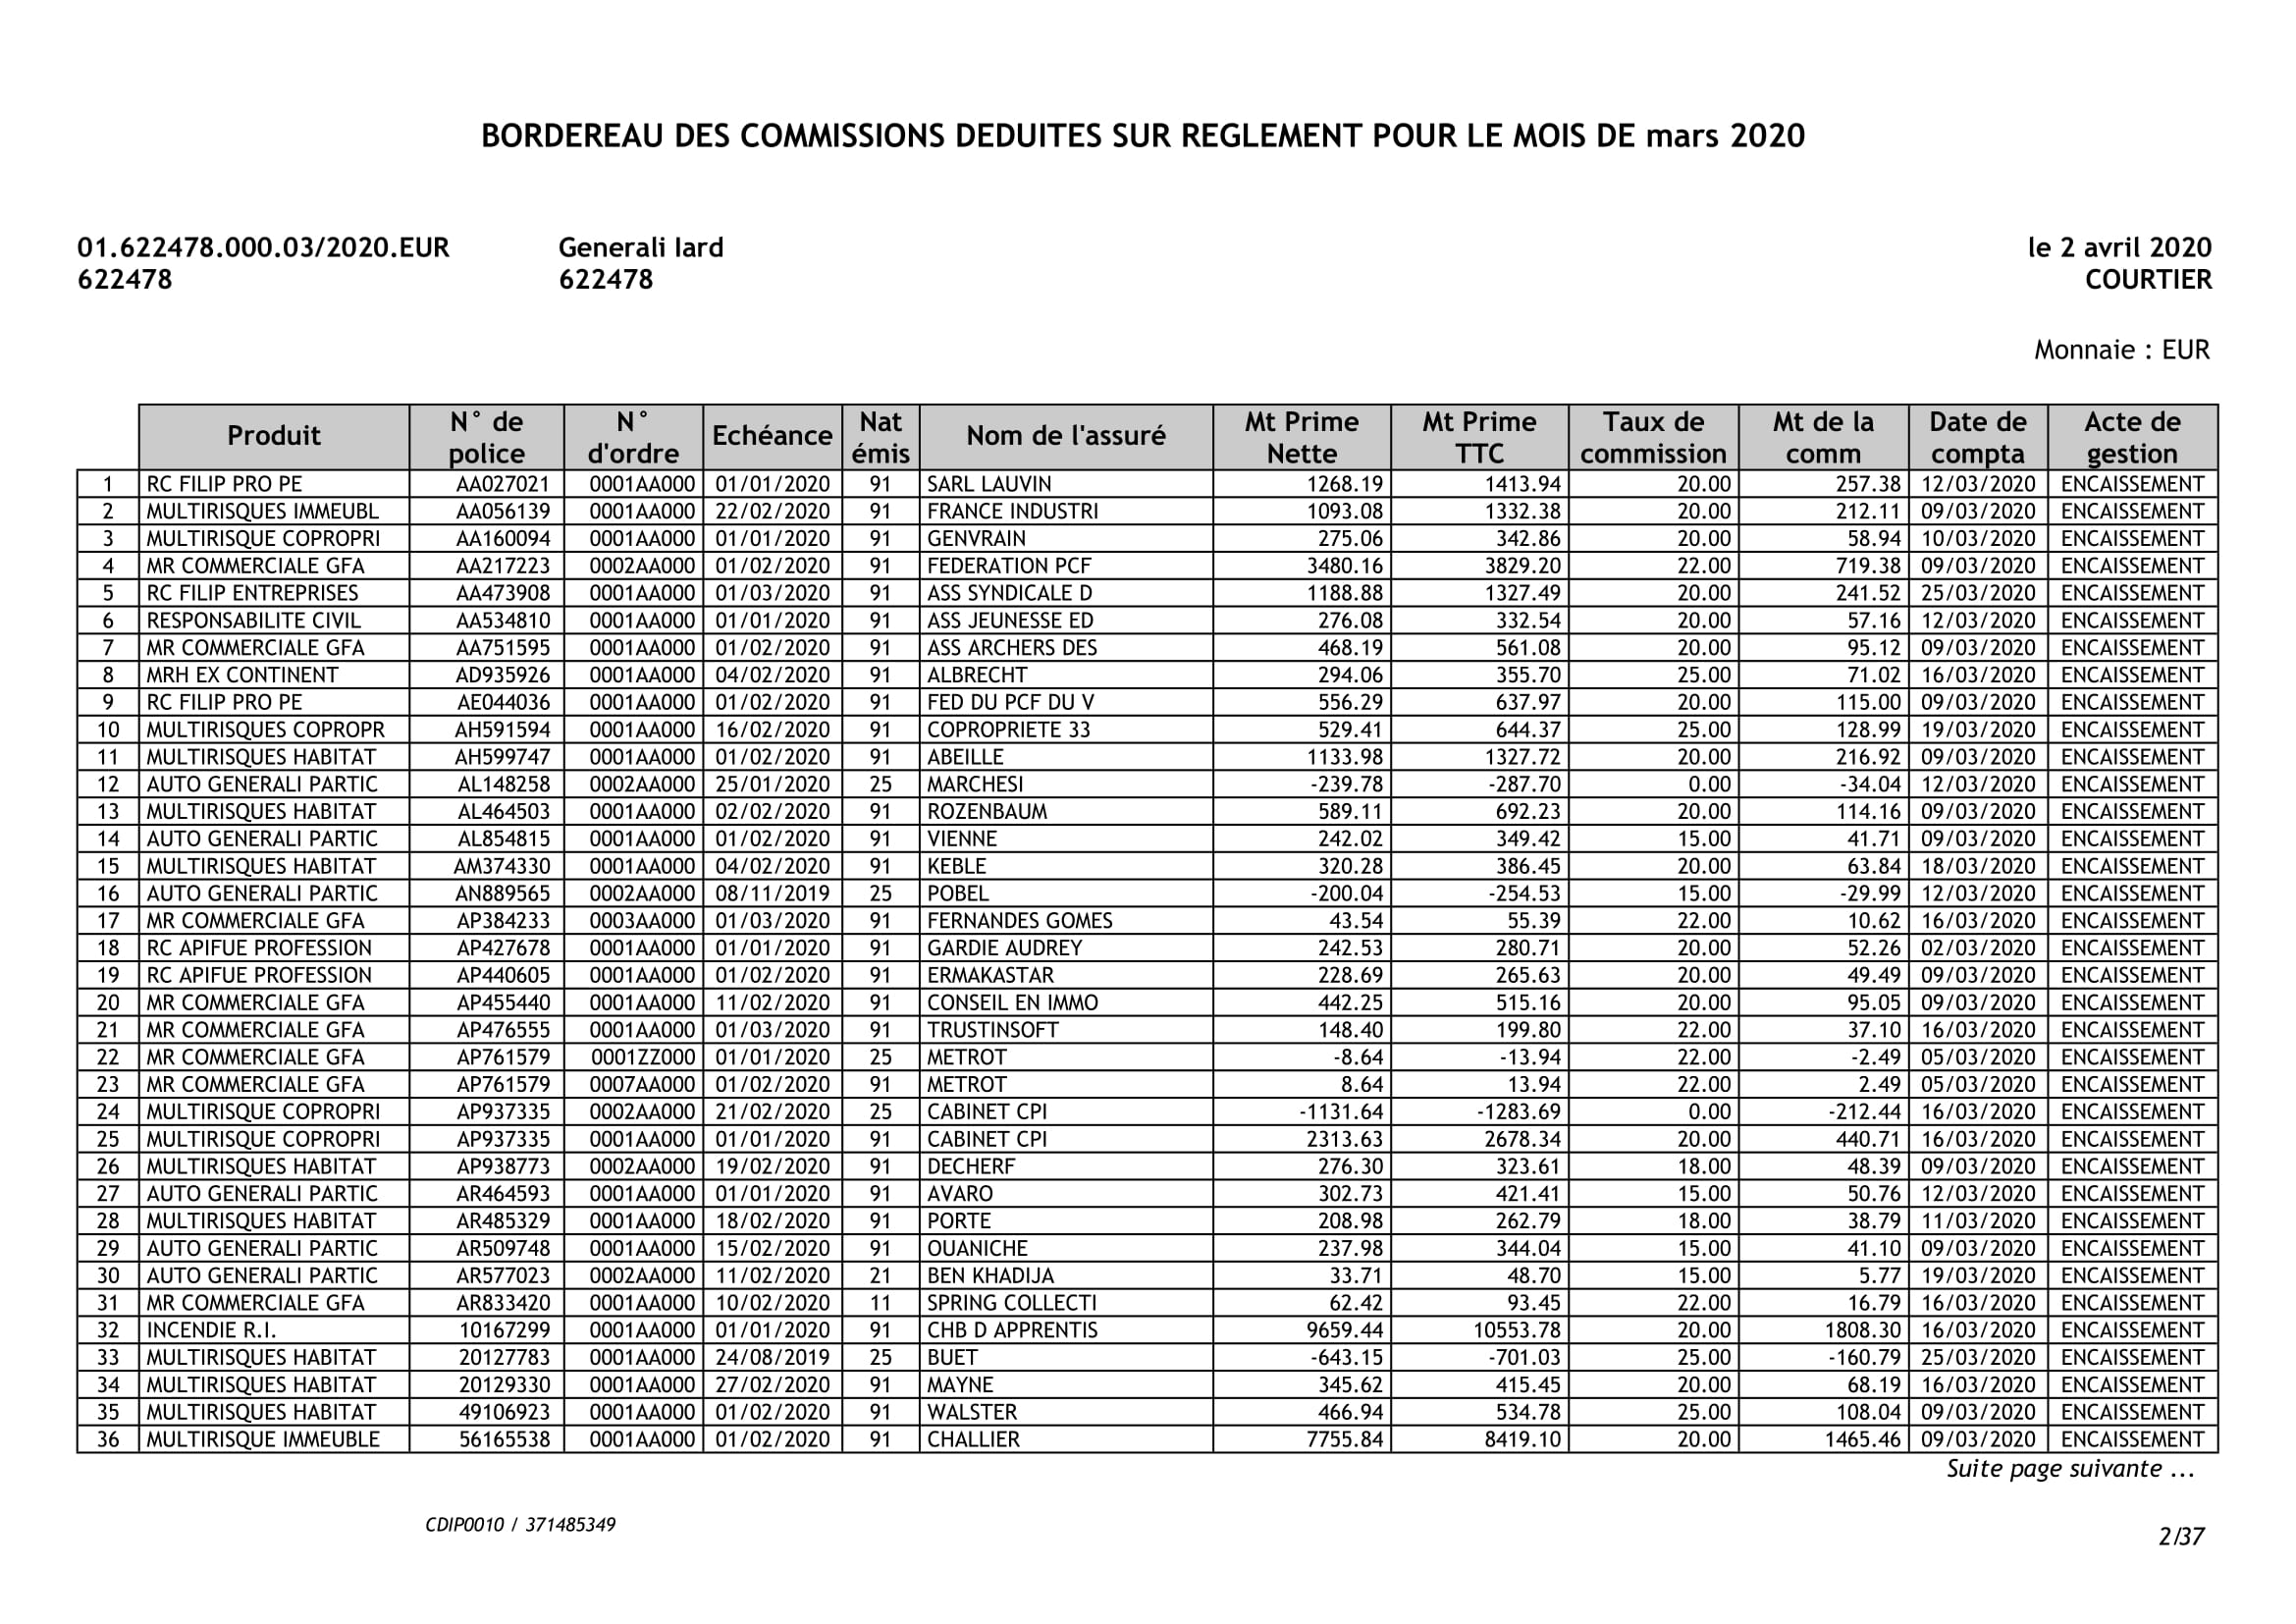 BORDEREAU DES COMMISSIONS DEDUITES SUR REGLEMENT POUR LE MOIS DE mars 2020
01.622478.000.03/2020.EUR Generali Iard le 2 avril 2020
622478 622478 COURTIER
Monnaie : EUR
Produit N° de police N° d'ordre Echéance Nat émis Nom de l'assuré Mt Prime Nette Mt Prime TTC Taux de commission Mt de la comm Date de compta Acte de gestion
1 RC FILIP PRO PE AA027021 0001AA000 01/01/2020 91 SARL LAUVIN 1268.19 1413.94 20.00 257.38 12/03/2020 ENCAISSEMENT
2 MULTIRISQUES IMMEUBL AA056139 0001AA000 22/02/2020 91 FRANCE INDUSTRI 1093.08 1332.38 20.00 212.11 09/03/2020 ENCAISSEMENT
3 MULTIRISQUE COPROPRI AA160094 0001AA000 01/01/2020 91 GENVRAIN 275.06 342.86 20.00 58.94 10/03/2020 ENCAISSEMENT
4 MR COMMERCIALE GFA AA217223 0002AA000 01/02/2020 91 FEDERATION PCF 3480.16 3829.20 22.00 719.38 09/03/2020 ENCAISSEMENT
5 RC FILIP ENTREPRISES AA473908 0001AA000 01/03/2020 91 ASS SYNDICALE D 1188.88 1327.49 20.00 241.52 25/03/2020 ENCAISSEMENT
6 RESPONSABILITE CIVIL AA534810 0001AA000 01/01/2020 91 ASS JEUNESSE ED 276.08 332.54 20.00 57.16 12/03/2020 ENCAISSEMENT
7 MR COMMERCIALE GFA AA751595 0001AA000 01/02/2020 91 ASS ARCHERS DES 468.19 561.08 20.00 95.12 09/03/2020 ENCAISSEMENT
8 MRH EX CONTINENT AD935926 0001AA000 04/02/2020 91 ALBRECHT 294.06 355.70 25.00 71.02 16/03/2020 ENCAISSEMENT
9 RC FILIP PRO PE AE044036 0001AA000 01/02/2020 91 FED DU PCF DU V 556.29 637.97 20.00 115.00 09/03/2020 ENCAISSEMENT
10 MULTIRISQUES COPROPR AH591594 0001AA000 16/02/2020 91 COPROPRIETE 33 529.41 644.37 25.00 128.99 19/03/2020 ENCAISSEMENT
11 MULTIRISQUES HABITAT AH599747 0001AA000 01/02/2020 91 ABEILLE 1133.98 1327.72 20.00 216.92 09/03/2020 ENCAISSEMENT
12 AUTO GENERALI PARTIC AL148258 0002AA000 25/01/2020 25 MARCHESI -239.78 -287.70 0.00 -34.04 12/03/2020 ENCAISSEMENT
13 MULTIRISQUES HABITAT AL464503 0001AA000 02/02/2020 91 ROZENBAUM 589.11 692.23 20.00 114.16 09/03/2020 ENCAISSEMENT
14 AUTO GENERALI PARTIC AL854815 0001AA000 01/02/2020 91 VIENNE 242.02 349.42 15.00 41.71 09/03/2020 ENCAISSEMENT
15 MULTIRISQUES HABITAT AM374330 0001AA000 04/02/2020 91 KEBLE 320.28 386.45 20.00 63.84 18/03/2020 ENCAISSEMENT
16 AUTO GENERALI PARTIC AN889565 0002AA000 08/11/2019 25 POBEL -200.04 -254.53 15.00 -29.99 12/03/2020 ENCAISSEMENT
17 MR COMMERCIALE GFA AP384233 0003AA000 01/03/2020 91 FERNANDES GOMES 43.54 55.39 22.00 10.62 16/03/2020 ENCAISSEMENT
18 RC APIFUE PROFESSION AP427678 0001AA000 01/01/2020 91 GARDIE AUDREY 242.53 280.71 20.00 52.26 02/03/2020 ENCAISSEMENT
19 RC APIFUE PROFESSION AP440605 0001AA000 01/02/2020 91 ERMAKASTAR 228.69 265.63 20.00 49.49 09/03/2020 ENCAISSEMENT
20 MR COMMERCIALE GFA AP455440 0001AA000 11/02/2020 91 CONSEIL EN IMMO 442.25 515.16 20.00 95.05 09/03/2020 ENCAISSEMENT
21 MR COMMERCIALE GFA AP476555 0001AA000 01/03/2020 91 TRUSTINSOFT 148.40 199.80 22.00 37.10 16/03/2020 ENCAISSEMENT
22 MR COMMERCIALE GFA AP761579 0001ZZ000 01/01/2020 25 METROT -8.64 -13.94 22.00 -2.49 05/03/2020 ENCAISSEMENT
23 MR COMMERCIALE GFA AP761579 0007AA000 01/02/2020 91 METROT 8.64 13.94 22.00 2.49 05/03/2020 ENCAISSEMENT
24 MULTIRISQUE COPROPRI AP937335 0002AA000 21/02/2020 25 CABINET CPI -1131.64 -1283.69 0.00 -212.44 16/03/2020 ENCAISSEMENT
25 MULTIRISQUE COPROPRI AP937335 0001AA000 01/01/2020 91 CABINET CPI 2313.63 2678.34 20.00 440.71 16/03/2020 ENCAISSEMENT
26 MULTIRISQUES HABITAT AP938773 0002AA000 19/02/2020 91 DECHERF 276.30 323.61 18.00 48.39 09/03/2020 ENCAISSEMENT
27 AUTO GENERALI PARTIC AR464593 0001AA000 01/01/2020 91 AVARO 302.73 421.41 15.00 50.76 12/03/2020 ENCAISSEMENT
28 MULTIRISQUES HABITAT AR485329 0001AA000 18/02/2020 91 PORTE 208.98 262.79 18.00 38.79 11/03/2020 ENCAISSEMENT
29 AUTO GENERALI PARTIC AR509748 0001AA000 15/02/2020 91 OUANICHE 237.98 344.04 15.00 41.10 09/03/2020 ENCAISSEMENT
30 AUTO GENERALI PARTIC AR577023 0002AA000 11/02/2020 21 BEN KHADIJA 33.71 48.70 15.00 5.77 19/03/2020 ENCAISSEMENT
31 MR COMMERCIALE GFA AR833420 0001AA000 10/02/2020 11 SPRING COLLECTI 62.42 93.45 22.00 16.79 16/03/2020 ENCAISSEMENT
32 INCENDIE R.I. 10167299 0001AA000 01/01/2020 91 CHB D APPRENTIS 9659.44 10553.78 20.00 1808.30 16/03/2020 ENCAISSEMENT
33 MULTIRISQUES HABITAT 20127783 0001AA000 24/08/2019 25 BUET -643.15 -701.03 25.00 -160.79 25/03/2020 ENCAISSEMENT
34 MULTIRISQUES HABITAT 20129330 0001AA000 27/02/2020 91 MAYNE 345.62 415.45 20.00 68.19 16/03/2020 ENCAISSEMENT
35 MULTIRISQUES HABITAT 49106923 0001AA000 01/02/2020 91 WALSTER 466.94 534.78 25.00 108.04 09/03/2020 ENCAISSEMENT
36 MULTIRISQUE IMMEUBLE 56165538 0001AA000 01/02/2020 91 CHALLIER 7755.84 8419.10 20.00 1465.46 09/03/2020 ENCAISSEMENT
Suite page suivante ...
CDIP0010 / 371485349
2/37